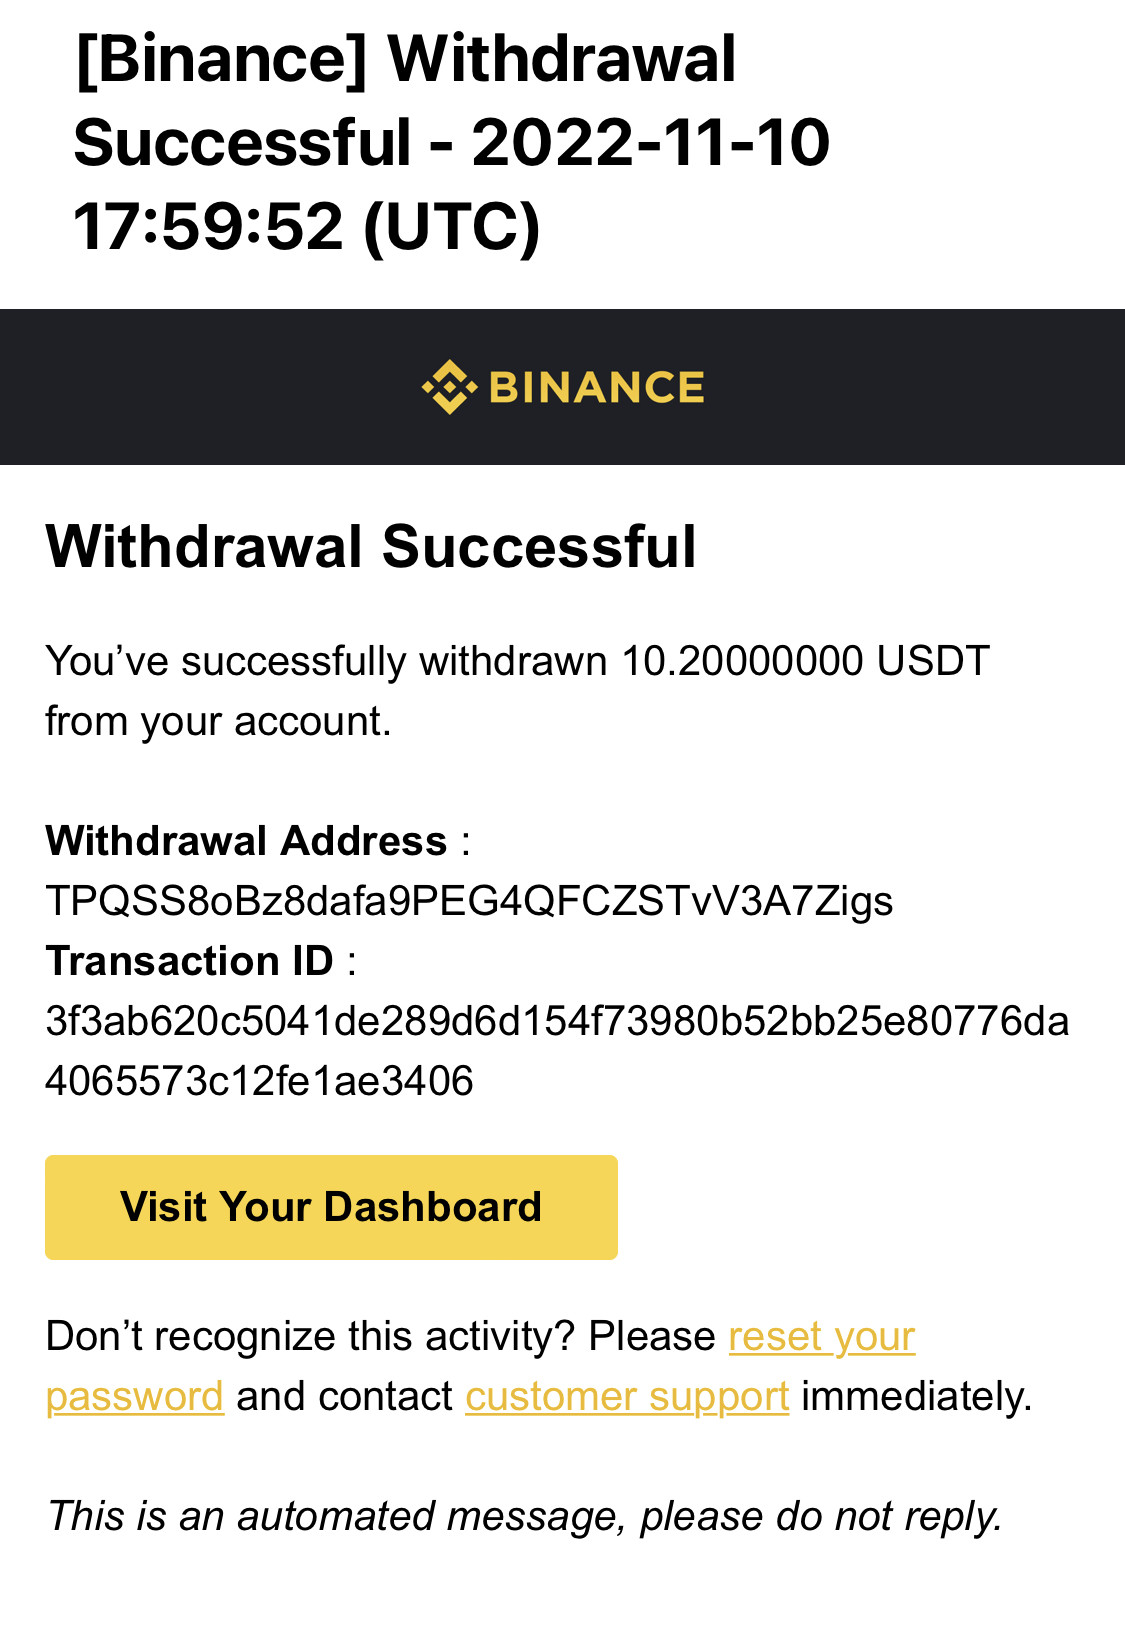 [Binance] Withdrawal
Successful - 2022-11-10
17:59:52 (UTC)
BINANCE
Withdrawal Successful
You’ve successfully withdrawn 10.20000000 USDT
from your account.
Withdrawal Address :
TPQSS8oBz8dafa9PEG4QFCZSTvV3A7Zigs
Transaction ID :
3f3ab620c5041de289d6d154f73980b52bb25e80776da
4065573c12fe1ae3406
Visit Your Dashboard
Don’t recognize this activity? Please reset your
password and contact customer support immediately.
This is an automated message, please do not reply.